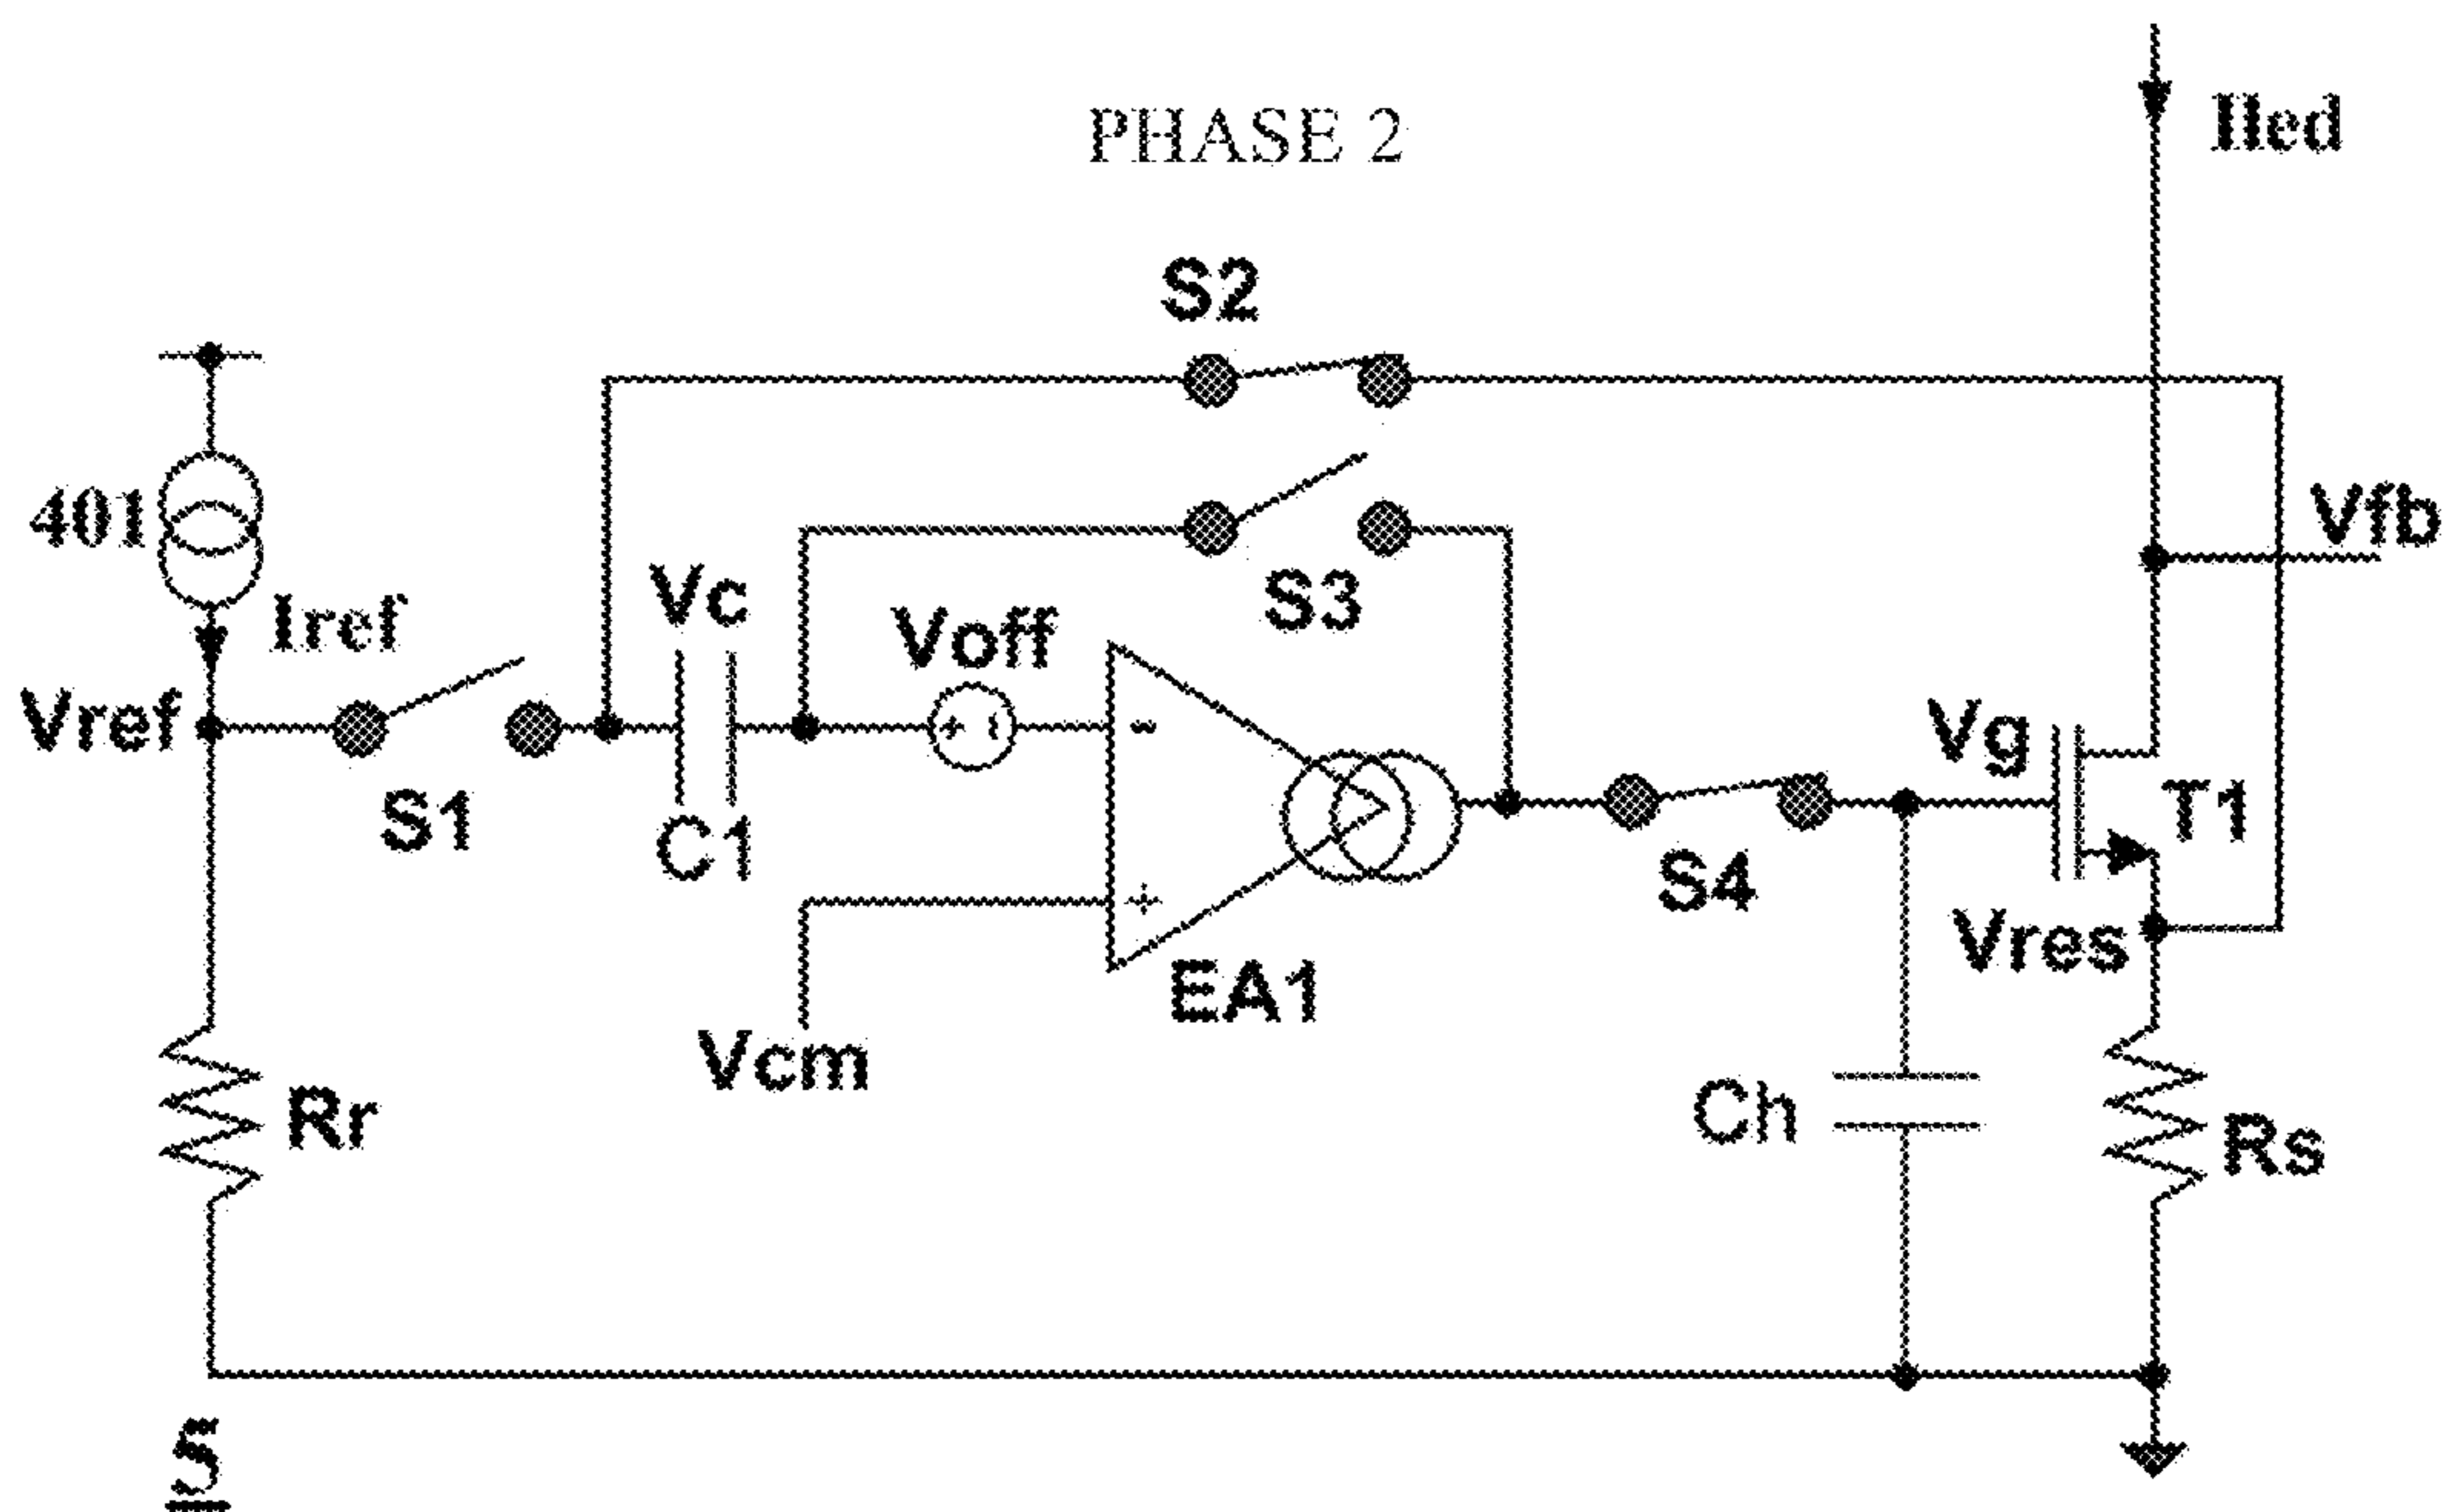 PHASE 2
Iled
S2
401
Vfb
Iref
Vc
Voff
S3
Vref
S1
C1
-
+
Vg
T1
S4
Vres
EA1
Vcm
Rr
Ch
Rs
5